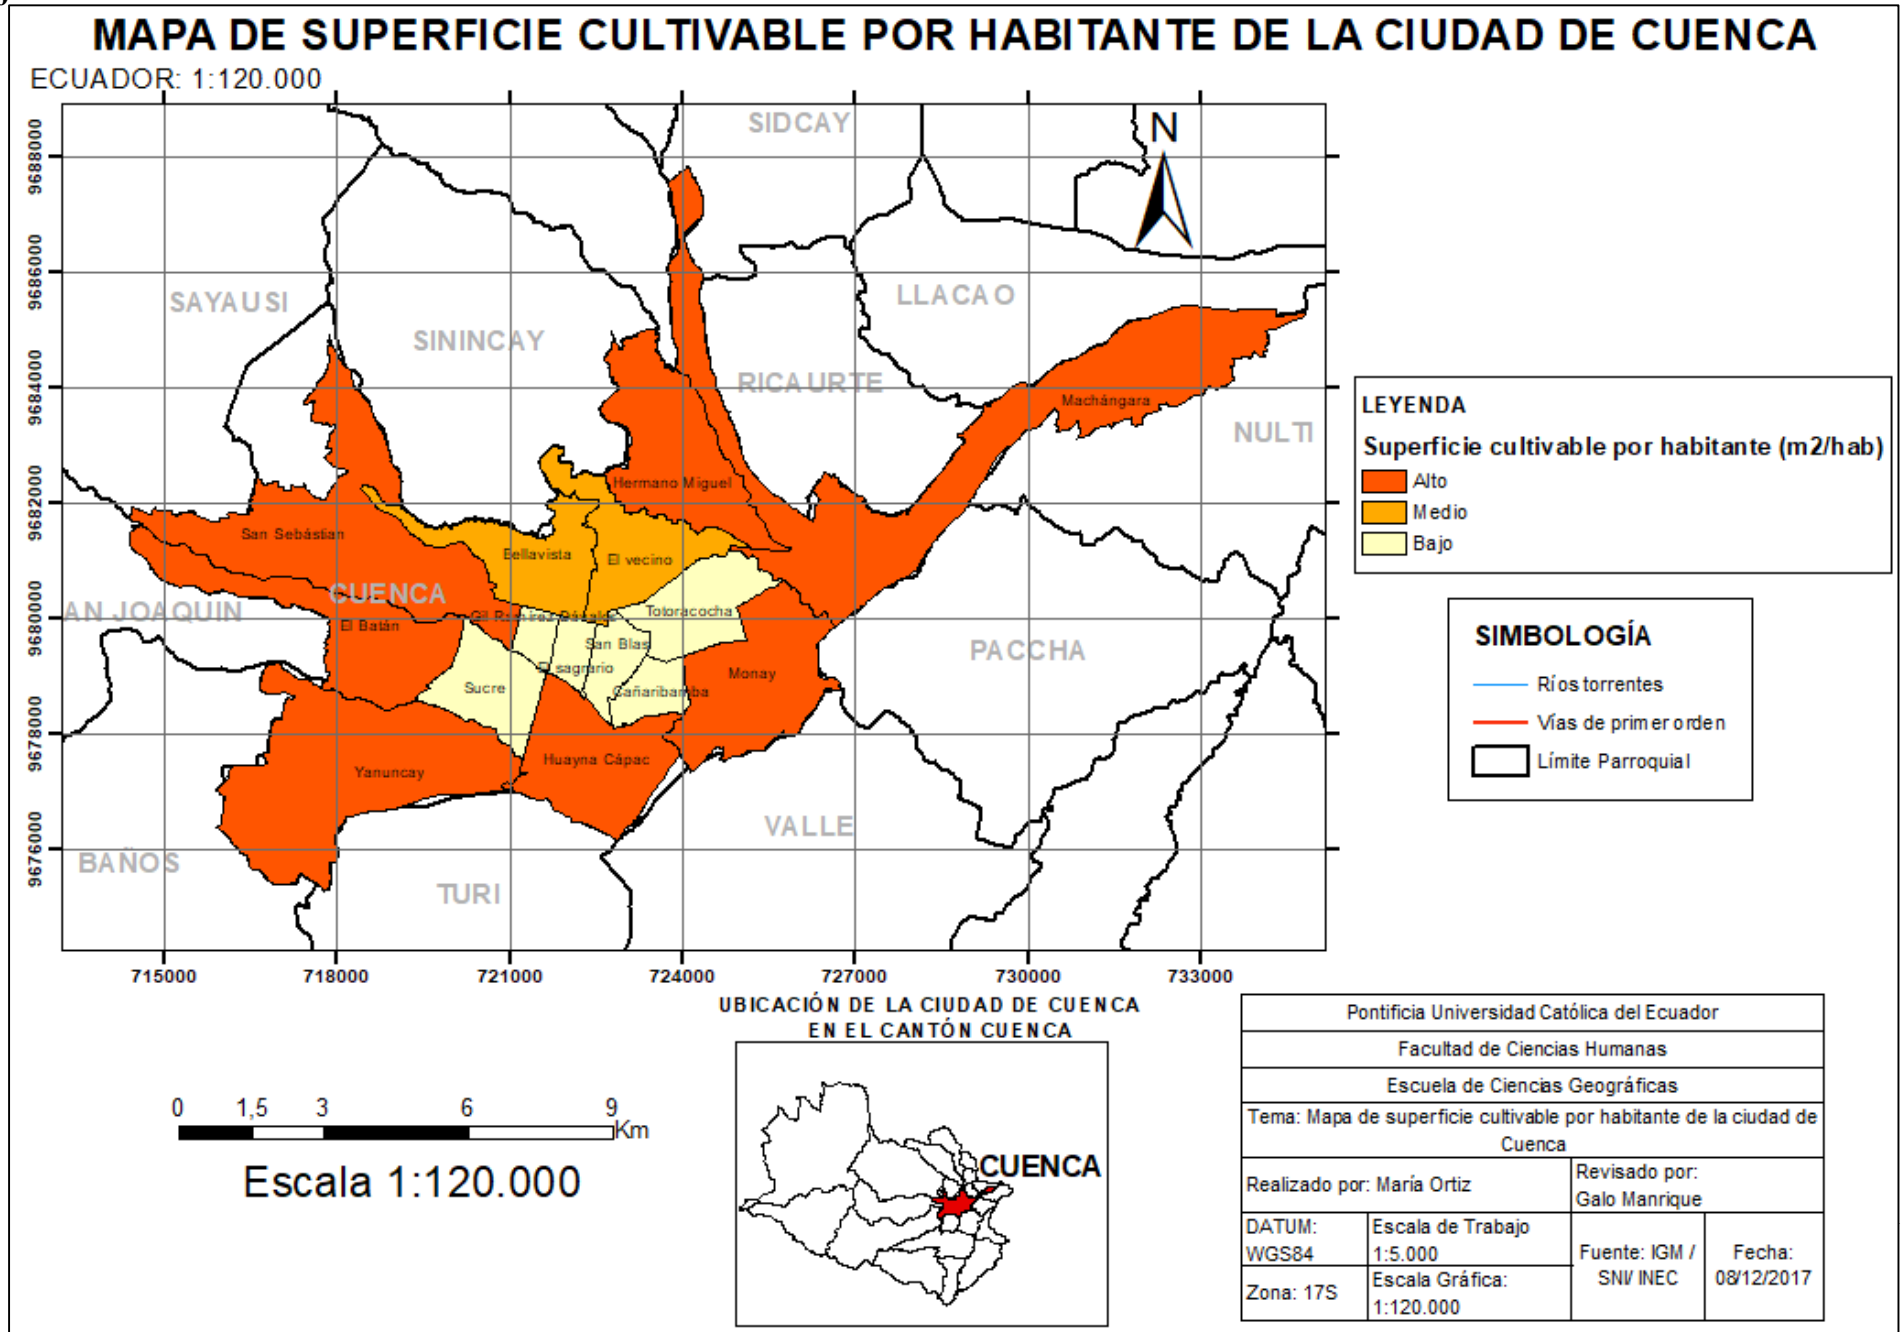 MAPA DE SUPERFICIE CULTIVABLE POR HABITANTE DE LA CIUDAD DE CUENCA
ECUADOR: 1:120.000
SIDCAY
N
9688000
9686000
SAYAUSI
LLACAO
SININCAY
9684000
RICAURTE
Machángara
NULTI
Hermano Miguel
9682000
San Sebástian
Bellavista
El vecino
CUENCA
AN JOAQUIN
9680000
Gil Ramírez Dávalos
Totoracocha
El Batán
San Blas
PACCHA
El sagrario
Monay
Sucre
Cañaribamba
9678000
Huayna Cápac
Yanuncay
VALLE
9676000
BAÑOS
TURI
715000 718000 721000 724000 727000 730000 733000
LEYENDA
Superficie cultivable por habitante (m2/hab)
Alto
Medio
Bajo
SIMBOLOGÍA
Ríos torrentes
Vías de primer orden
Límite Parroquial
0 1,5 3 6 9
Km
Escala 1:120.000
UBICACIÓN DE LA CIUDAD DE CUENCA
EN EL CANTÓN CUENCA
CUENCA
Pontificia Universidad Católica del Ecuador
Facultad de Ciencias Humanas
Escuela de Ciencias Geográficas
Tema: Mapa de superficie cultivable por habitante de la ciudad de
Cuenca
Realizado por: María Ortiz
Revisado por:
Galo Manrique
DATUM:
WGS84
Escala de Trabajo
1:5.000
Fuente: IGM /
SNI/ INEC
Fecha:
08/12/2017
Zona: 17S
Escala Gráfica:
1:120.000